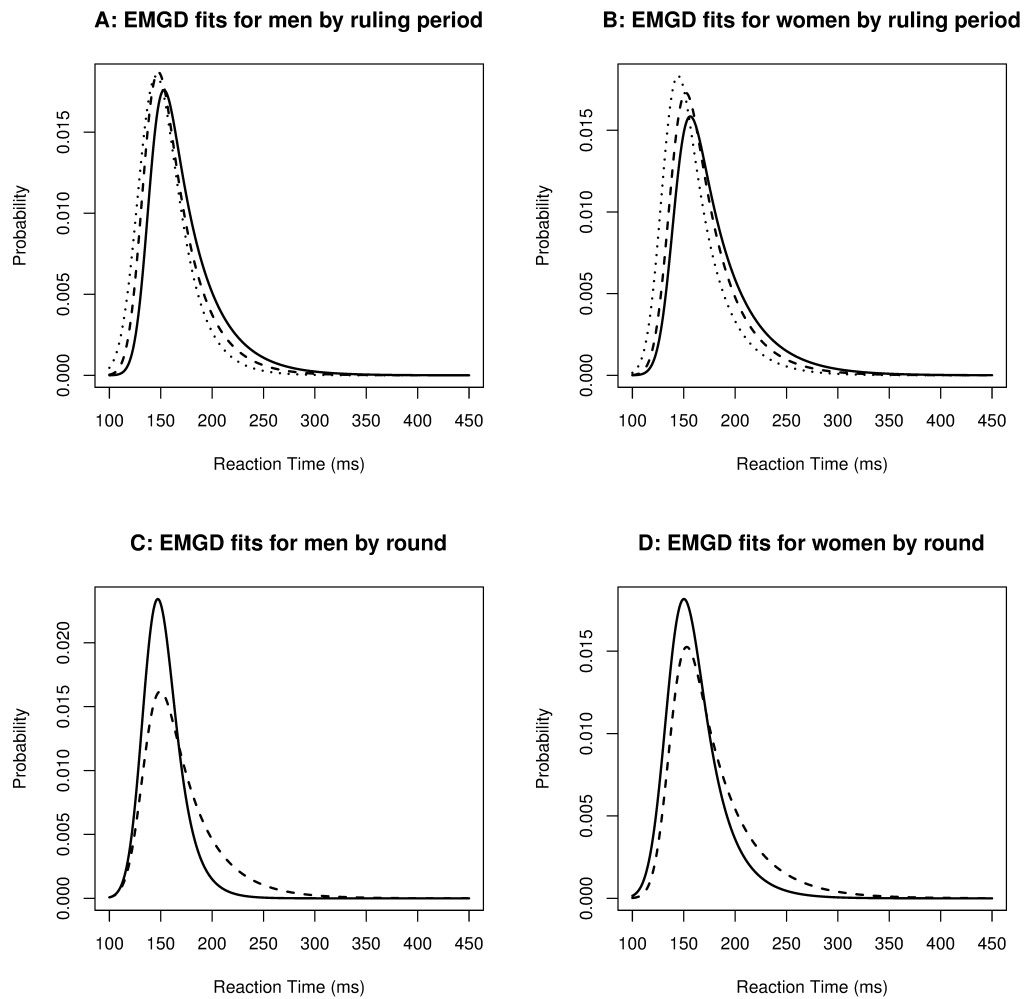 A: EMGD fits for men by ruling period
Probability
0.000 0.005 0.010 0.015
100 150 200 250 300 350 400 450
Reaction Time (ms)
B: EMGD fits for women by ruling period
Probability
0.000 0.005 0.010 0.015
100 150 200 250 300 350 400 450
Reaction Time (ms)
C: EMGD fits for men by round
Probability
0.000 0.005 0.010 0.015 0.020
100 150 200 250 300 350 400 450
Reaction Time (ms)
D: EMGD fits for women by round
Probability
0.000 0.005 0.010 0.015
100 150 200 250 300 350 400 450
Reaction Time (ms)